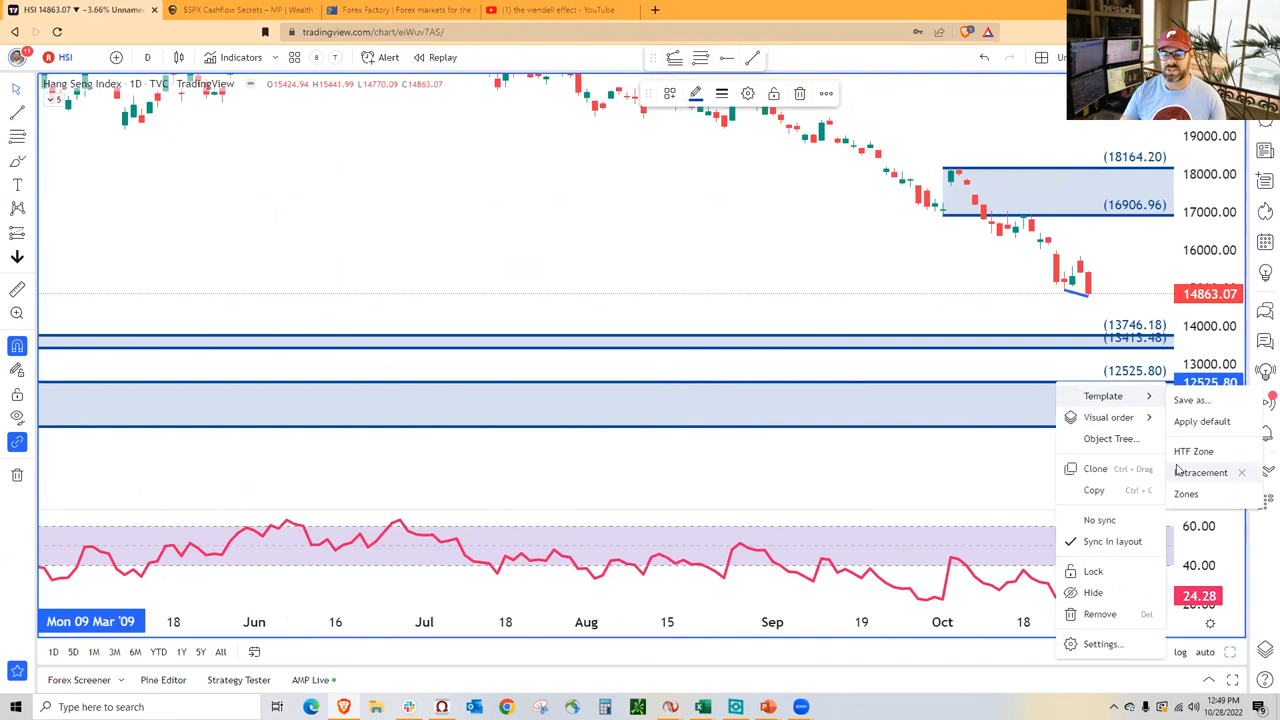 HSI 14863.07 ▼ −3.66% Unname
$SPX Cashflow Secrets – MP | Wealth
Forex Factory | Forex markets for the
(1) the wendell effect - YouTube
tradingview.com/chart/eiWuv7AS/
11
HSI
D
Indicators
8
T
Alert
Replay
Hang Seng Index · 1D · TVC
TradingView
O15424.94 H15441.99 L14770.09 C14863.07
5
19000.00
(18164.20)
18000.00
(16906.96)
17000.00
16000.00
14863.07
(13746.18)
14000.00
(13413.48)
13000.00
(12525.80)
12525.80
Template
Save as...
Visual order
Apply default
Object Tree...
HTF Zone
Clone
Ctrl + Drag
etracement
Copy
Ctrl + C
Zones
No sync
60.00
Sync in layout
40.00
Lock
Hide
24.28
Remove
Del
Mon 09 Mar '09
18
Jun
16
Jul
18
Aug
15
Sep
19
Oct
18
Settings...
1D
5D
1M
3M
6M
YTD
1Y
5Y
All
log
auto
Forex Screener
Pine Editor
Strategy Tester
AMP Live
Type here to search
12:49 PM
10/28/2022